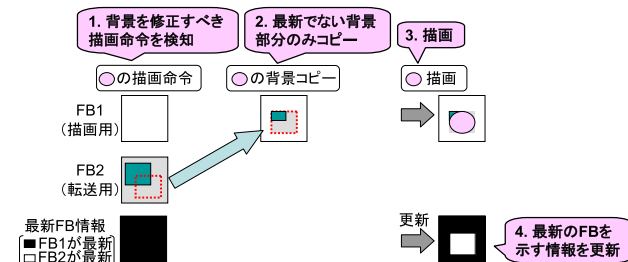 1. 背景を修正すべき
描画命令を検知
2. 最新でない背景
部分のみコピー
3. 描画
の描画命令
の背景コピー
描画
FB1
(描画用)
FB2
(転送用)
最新FB情報
FB1が最新
FB2が最新
更新
4. 最新のFBを
示す情報を更新